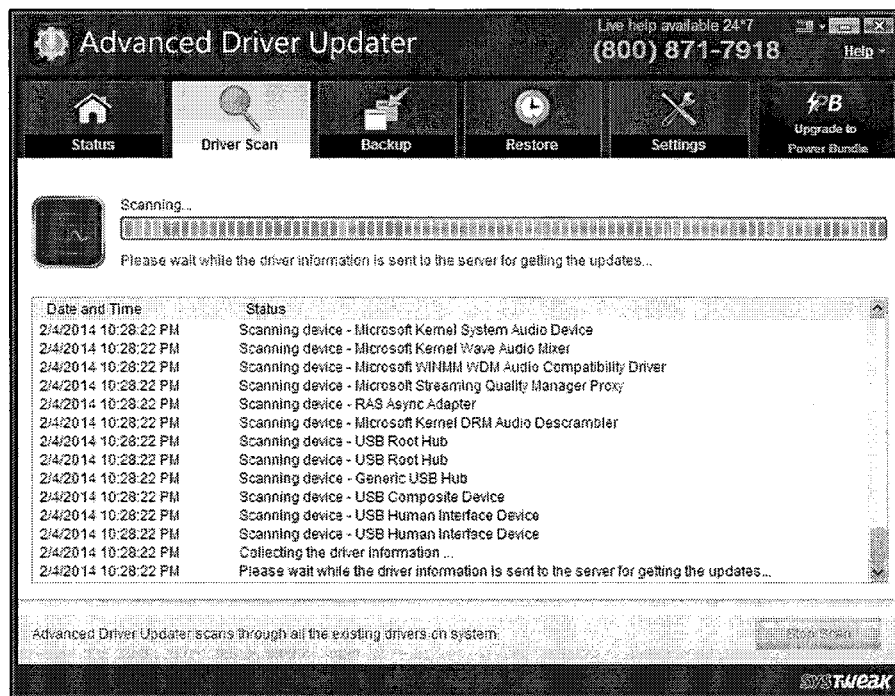 Advanced Driver Updater
Live help available 24*7
(800) 871-7918
Help
Status
Driver Scan
Backup
Restore
Settings
PB
Upgrade to
Power Bundle
Scanning...
Please wait while the driver information is sent to the server for getting the updates...
Date and Time Status
2/4/2014 10:28:22 PM Scanning device - Microsoft Kernel System Audio Device
2/4/2014 10:28:22 PM Scanning device - Microsoft Kernel Wave Audio Mixer
2/4/2014 10:28:22 PM Scanning device - Microsoft WINMM WDM Audio Compatibility Driver
2/4/2014 10:28:22 PM Scanning device - Microsoft Streaming Quality Manager Proxy
2/4/2014 10:28:22 PM Scanning device - RAS Async Adapter
2/4/2014 10:28:22 PM Scanning device - Microsoft Kernel DRM Audio Descrambler
2/4/2014 10:28:22 PM Scanning device - USB Root Hub
2/4/2014 10:28:22 PM Scanning device - USB Root Hub
2/4/2014 10:28:22 PM Scanning device - Generic USB Hub
2/4/2014 10:28:22 PM Scanning device - USB Composite Device
2/4/2014 10:28:22 PM Scanning device - USB Human Interface Device
2/4/2014 10:28:22 PM Scanning device - USB Human Interface Device
2/4/2014 10:28:22 PM Collecting the driver information ...
2/4/2014 10:28:22 PM Please wait while the driver information is sent to the server for getting the updates...
Advanced Driver Updater scans through all the existing drivers on system.
Stop Scan
SYSTweak